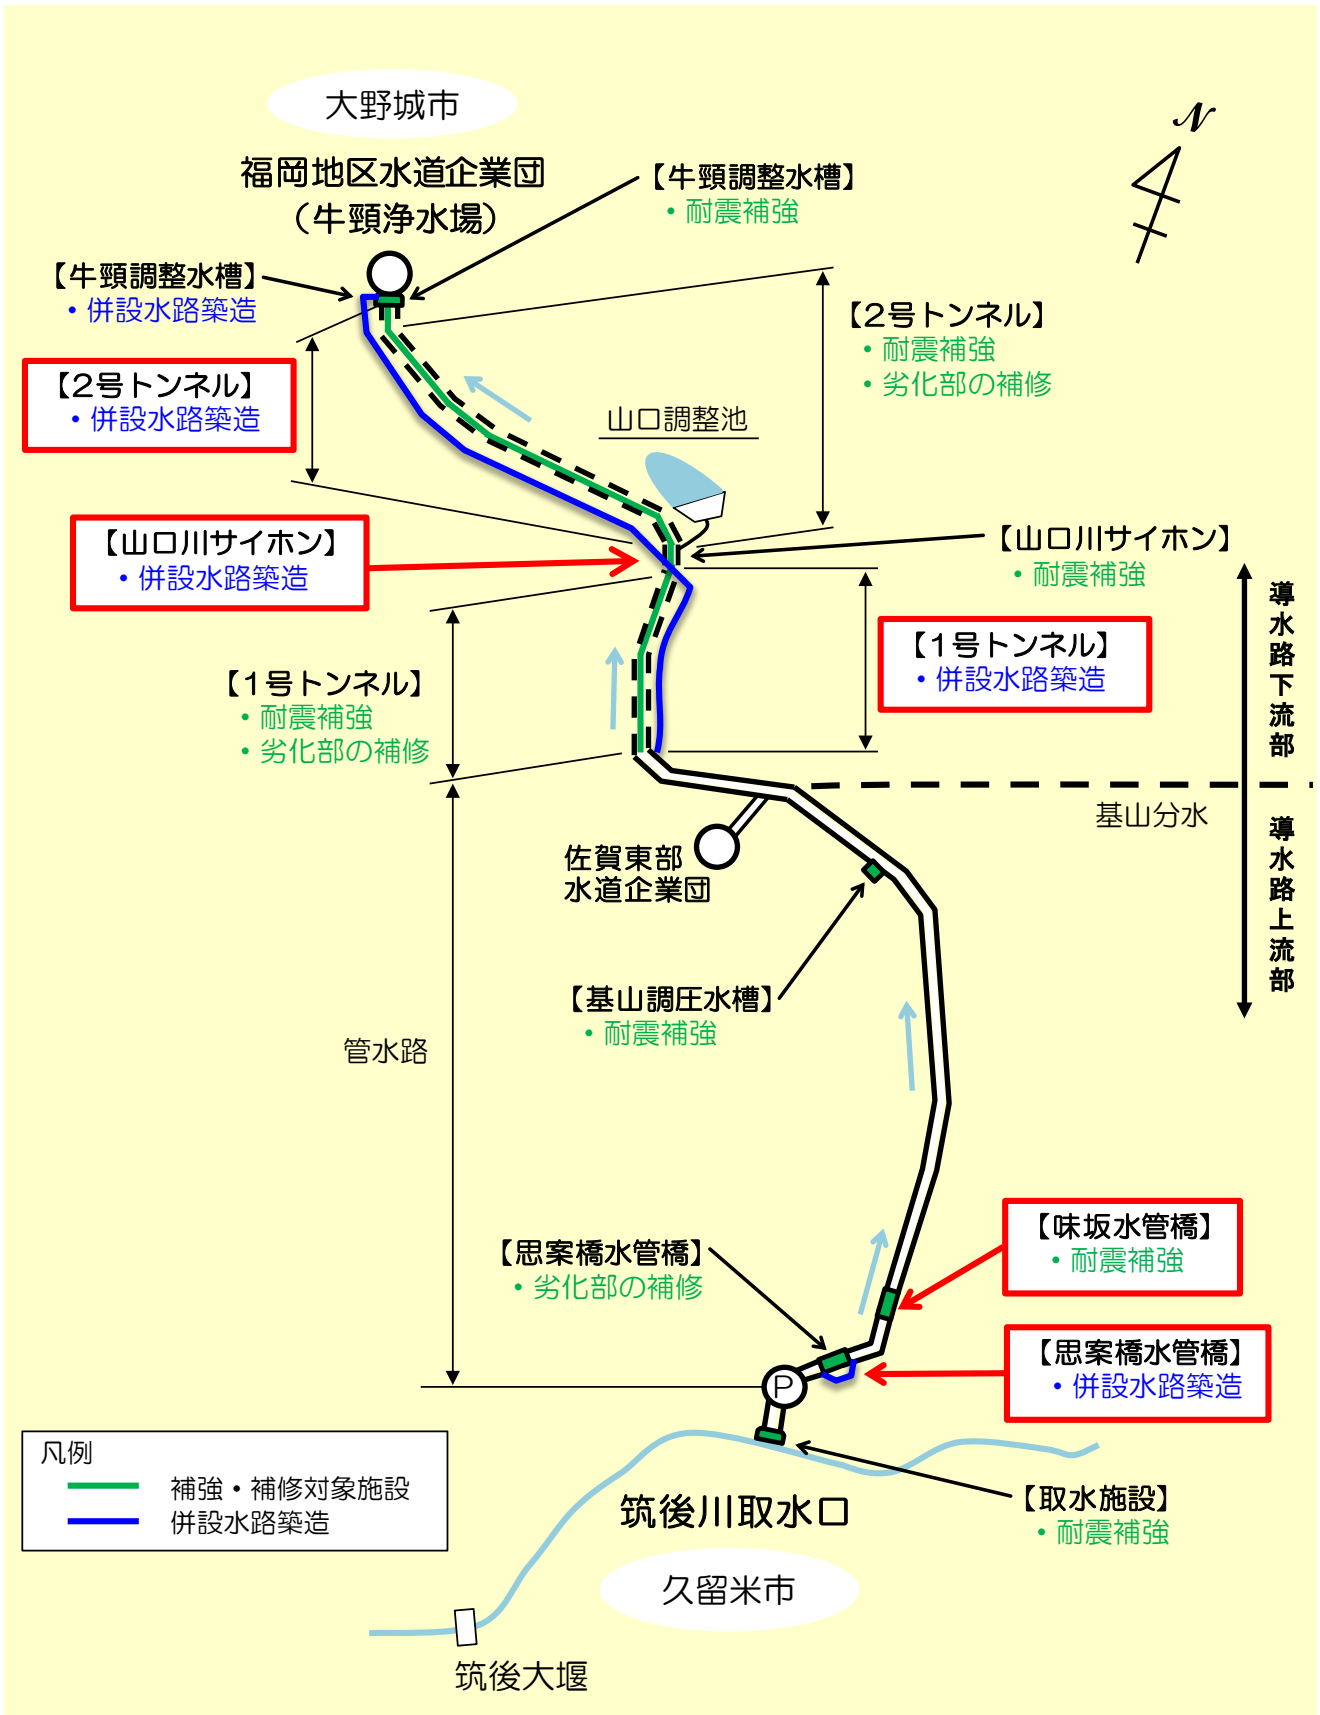 大野城市
N
福岡地区水道企業団
(牛頸浄水場)
【牛頸調整水槽】
・耐震補強
【牛頸調整水槽】
・併設水路築造
【2号トンネル】
・耐震補強
・劣化部の補修
【2号トンネル】
・併設水路築造
山口調整池
【山口川サイホン】
・併設水路築造
【山口川サイホン】
・耐震補強
導水路下流部
【1号トンネル】
・併設水路築造
【1号トンネル】
・耐震補強
・劣化部の補修
基山分水
導水路上流部
佐賀東部
水道企業団
【基山調圧水槽】
・耐震補強
管水路
【味坂水管橋】
・耐震補強
【思案橋水管橋】
・劣化部の補修
【思案橋水管橋】
・併設水路築造
P
凡例
補強・補修対象施設
併設水路築造
筑後川取水口
【取水施設】
・耐震補強
久留米市
筑後大堰